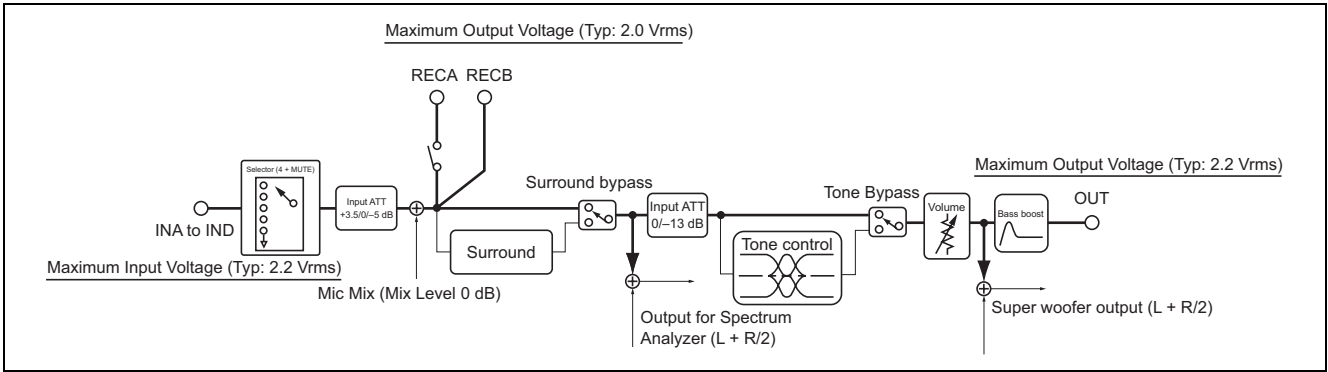 Maximum Output Voltage (Typ: 2.0 Vrms)
RECA RECB
Selector (4 + MUTE)
INA to IND
Maximum Input Voltage (Typ: 2.2 Vrms)
Input ATT
+3.5/0/–5 dB
Mic Mix (Mix Level 0 dB)
Surround
Surround bypass
Input ATT
0/–13 dB
Output for Spectrum
Analyzer (L + R/2)
Tone control
Tone Bypass
Volume
Maximum Output Voltage (Typ: 2.2 Vrms)
Bass boost
OUT
Super woofer output (L + R/2)